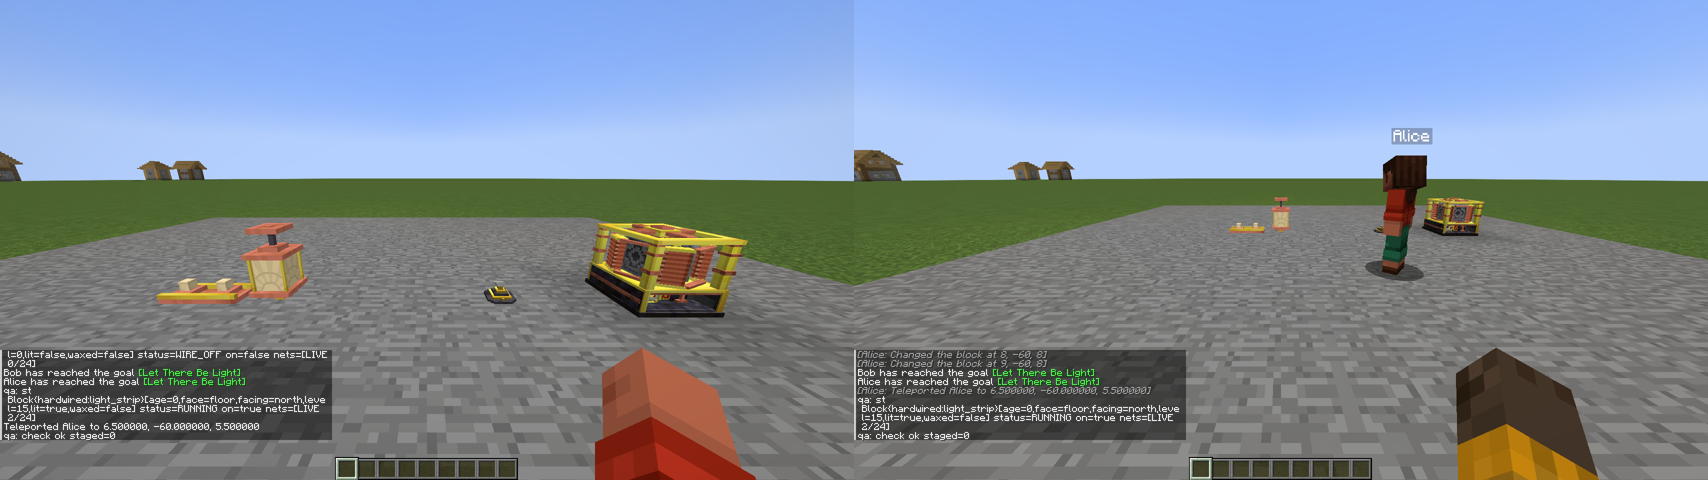 l=0,lit=false,waxed=false] status=WIRE_OFF on=false nets=[LIVE
0/24]
Bob has reached the goal [Let There Be Light]
Alice has reached the goal [Let There Be Light]
qa: st
Block{hardwired:light_strip}[age=0,face=floor,facing=north,leve
l=15,lit=true,waxed=false] status=RUNNING on=true nets=[LIVE
2/24]
Teleported Alice to 6.500000, -60.000000, 5.500000
qa: check ok staged=0
Alice
[Alice: Changed the block at 8, -60, 8]
[Alice: Changed the block at 9, -60, 8]
Bob has reached the goal [Let There Be Light]
Alice has reached the goal [Let There Be Light]
[Alice: Teleported Alice to 6.500000, -60.000000, 5.500000]
qa: st
Block{hardwired:light_strip}[age=0,face=floor,facing=north,leve
l=15,lit=true,waxed=false] status=RUNNING on=true nets=[LIVE
2/24]
qa: check ok staged=0